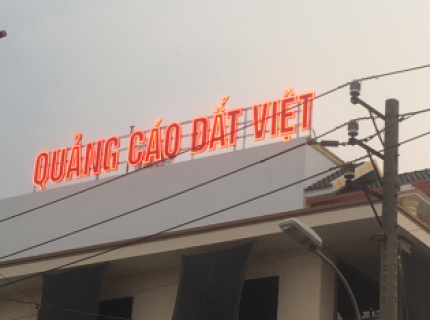 QUẢNG CÁO ĐẤT VIỆT